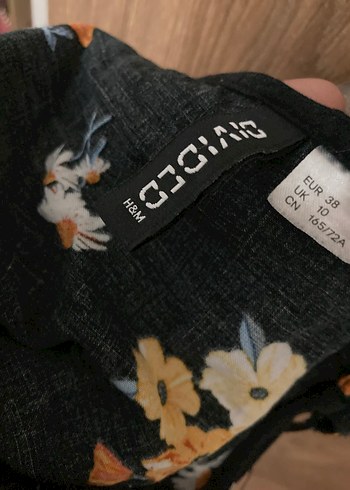 DIVIDED
H&M
EUR 38
UK 10
CN 165/72A